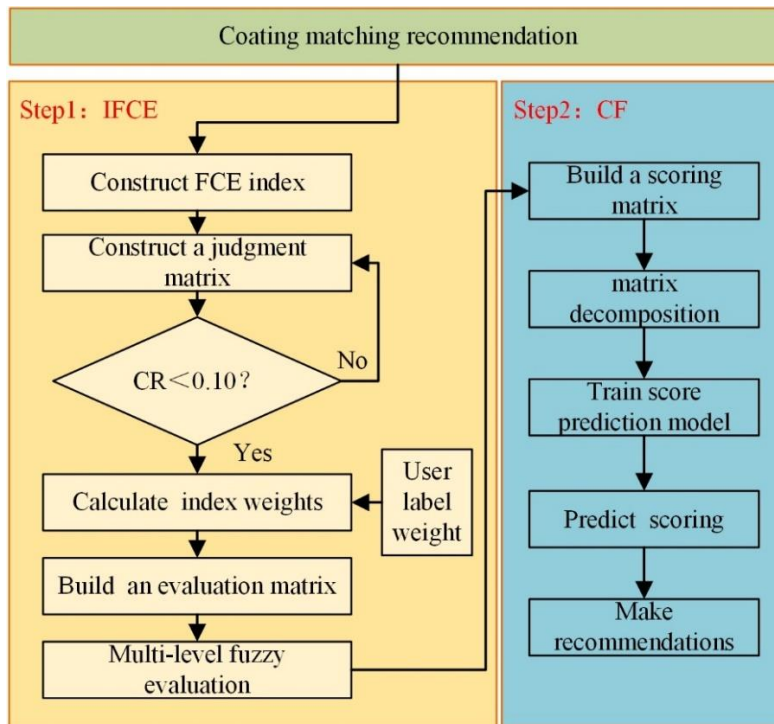 Coating matching recommendation
Step1：IFCE
Construct FCE index
Construct a judgment
matrix
CR＜0.10？
No
Yes
User
label
weight
Calculate index weights
Build an evaluation matrix
Multi-level fuzzy
evaluation
Step2：CF
Build a scoring
matrix
matrix
decomposition
Train score
prediction model
Predict scoring
Make
recommendations